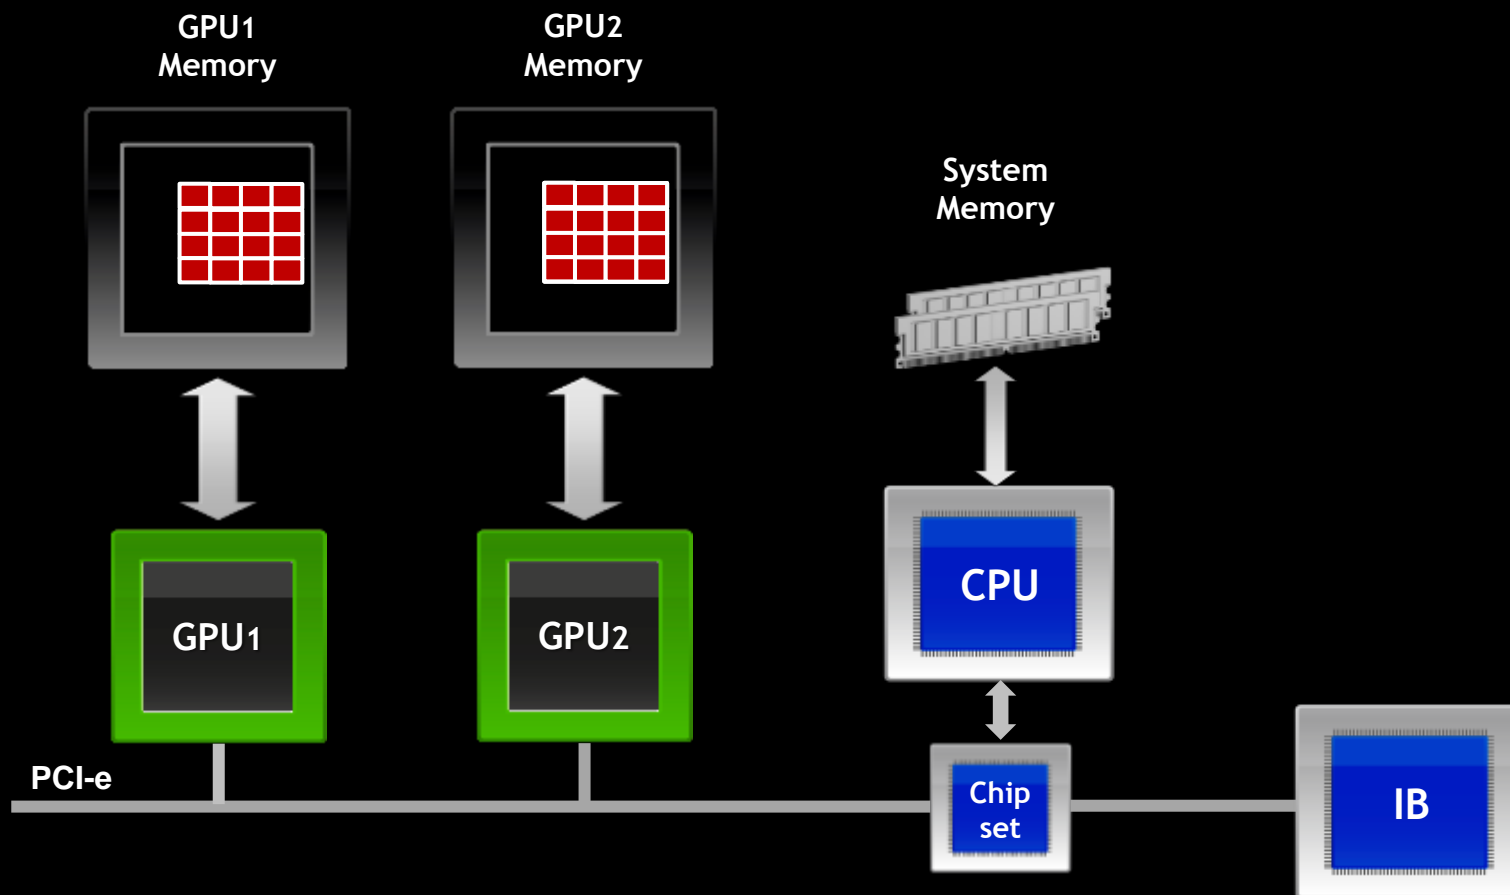 GPU1
Memory
GPU2
Memory
System
Memory
GPU1
GPU2
CPU
PCI-e
Chip
set
IB